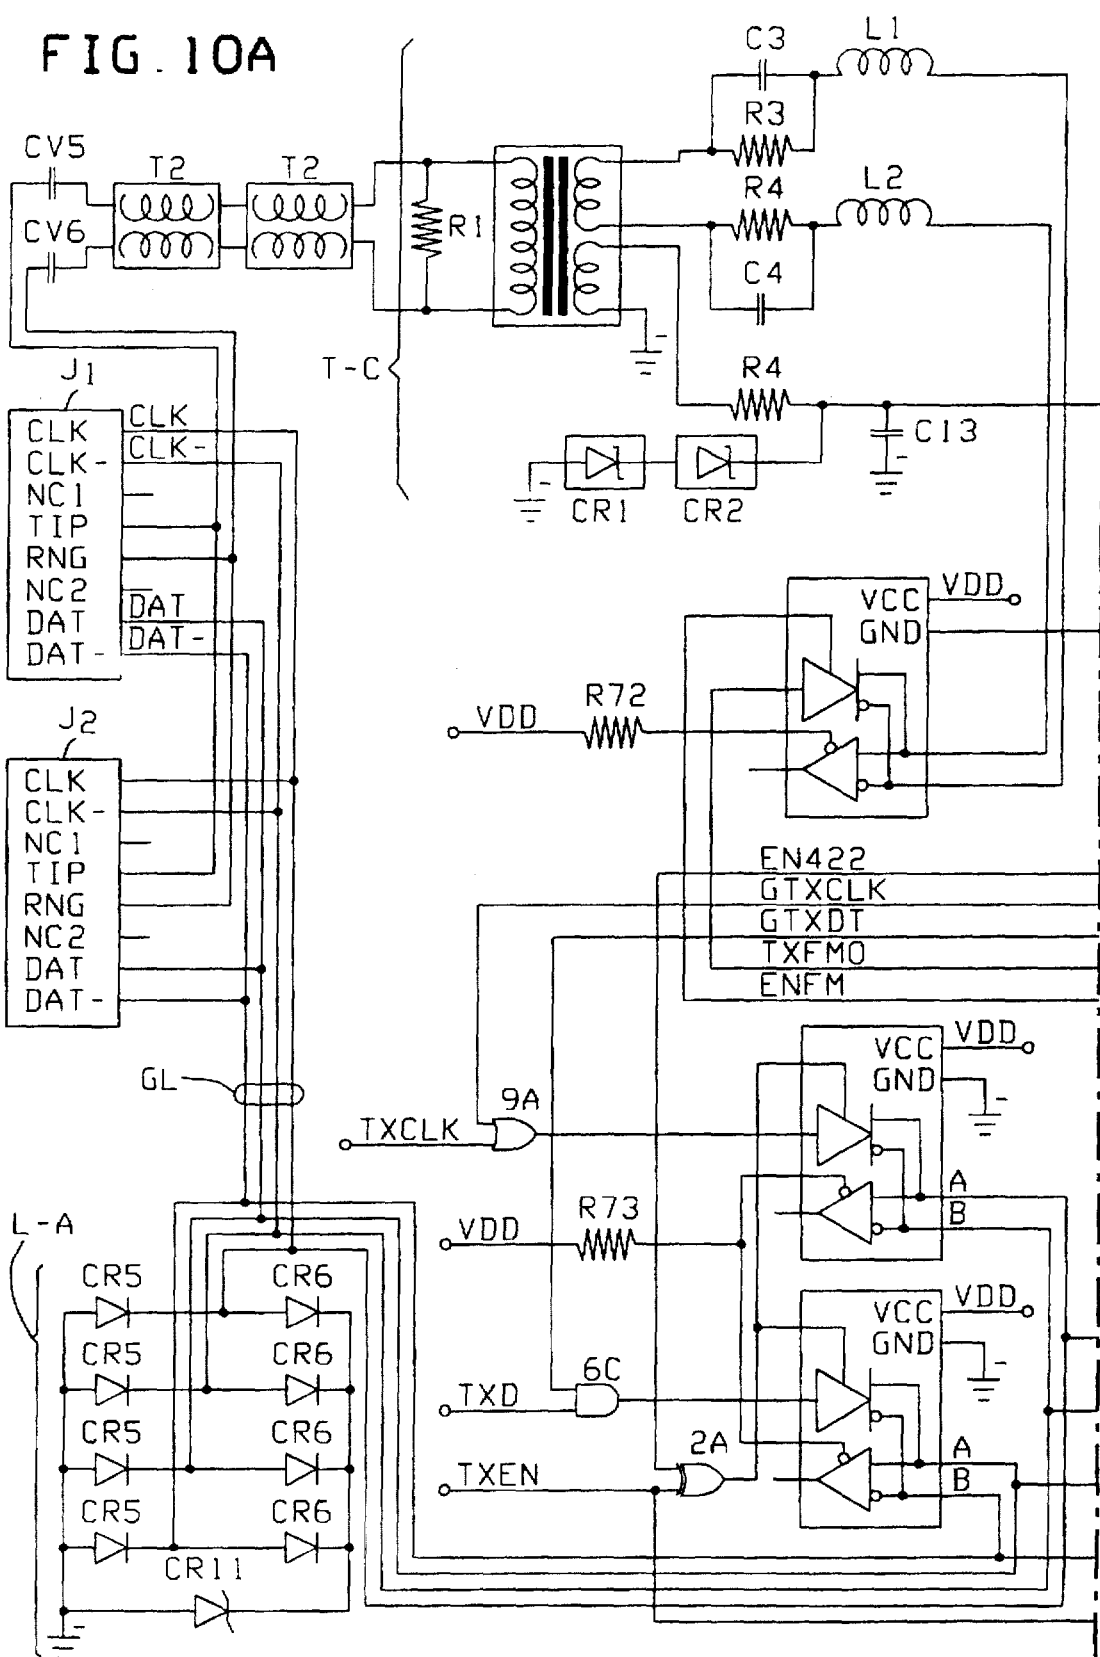 FIG. 10A
C3
L1
R3
CV5
T2
T2
R4
L2
CV6
R1
C4
T-C
R4
J1
C13
CLK
CLK
CLK-
CLK-
NC1
CR1
CR2
TIP
RNG
NC2
DAT
DAT
DAT-
DAT-
VCC
VDD
GND
R72
VDD
J2
CLK
CLK-
NC1
TIP
RNG
NC2
DAT
DAT-
EN422
GTXCLK
GTXDT
TXFMO
ENFM
VCC
VDD
GND
GL
9A
TXCLK
A
B
L-A
VDD
R73
CR5
CR6
VCC
VDD
GND
CR5
CR6
6C
TXD
CR5
CR6
2A
A
TXEN
B
CR5
CR6
CR11